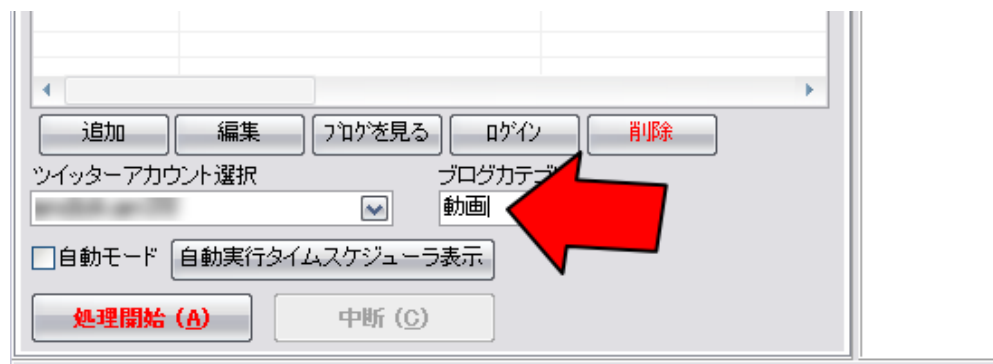 追加 編集 ブログを見る ログイン 削除
ツイッターアカウント選択 ブログカテゴ
動画
自動モード 自動実行タイムスケジューラ表示
処理開始 (A) 中断 (C)